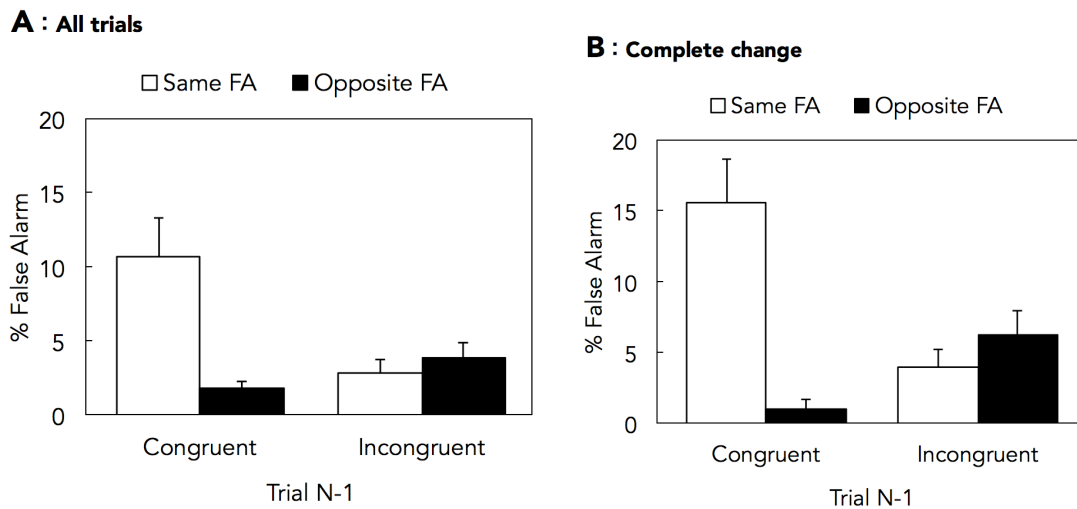 A : All trials
Same FA Opposite FA
20
15
10
5
0
% False Alarm
Congruent Incongruent
Trial N-1
B : Complete change
Same FA Opposite FA
20
15
10
5
0
% False Alarm
Congruent Incongruent
Trial N-1